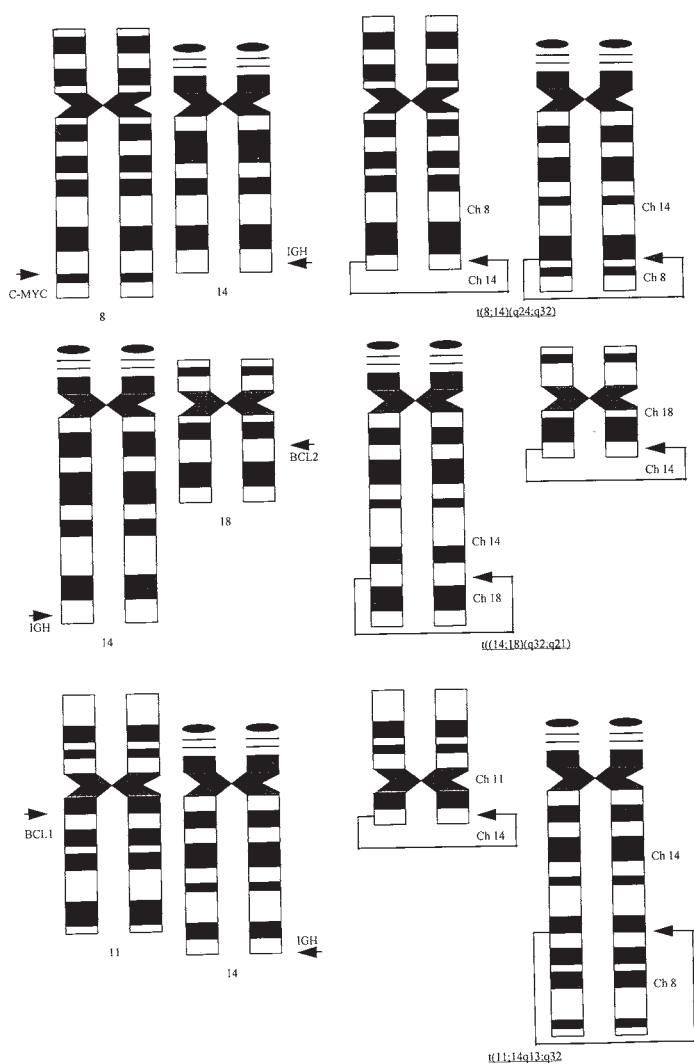 C-MYC
8
14
IGH
Ch 8
Ch 14
Ch 14
Ch 8
t(8;14)(q24;q32)
IGH
14
18
BCL2
Ch 14
Ch 18
Ch 18
Ch 14
t((14;18)(q32;q21)
BCL1
11
14
IGH
Ch 11
Ch 14
Ch 14
Ch 8
t(11;14q13;q32